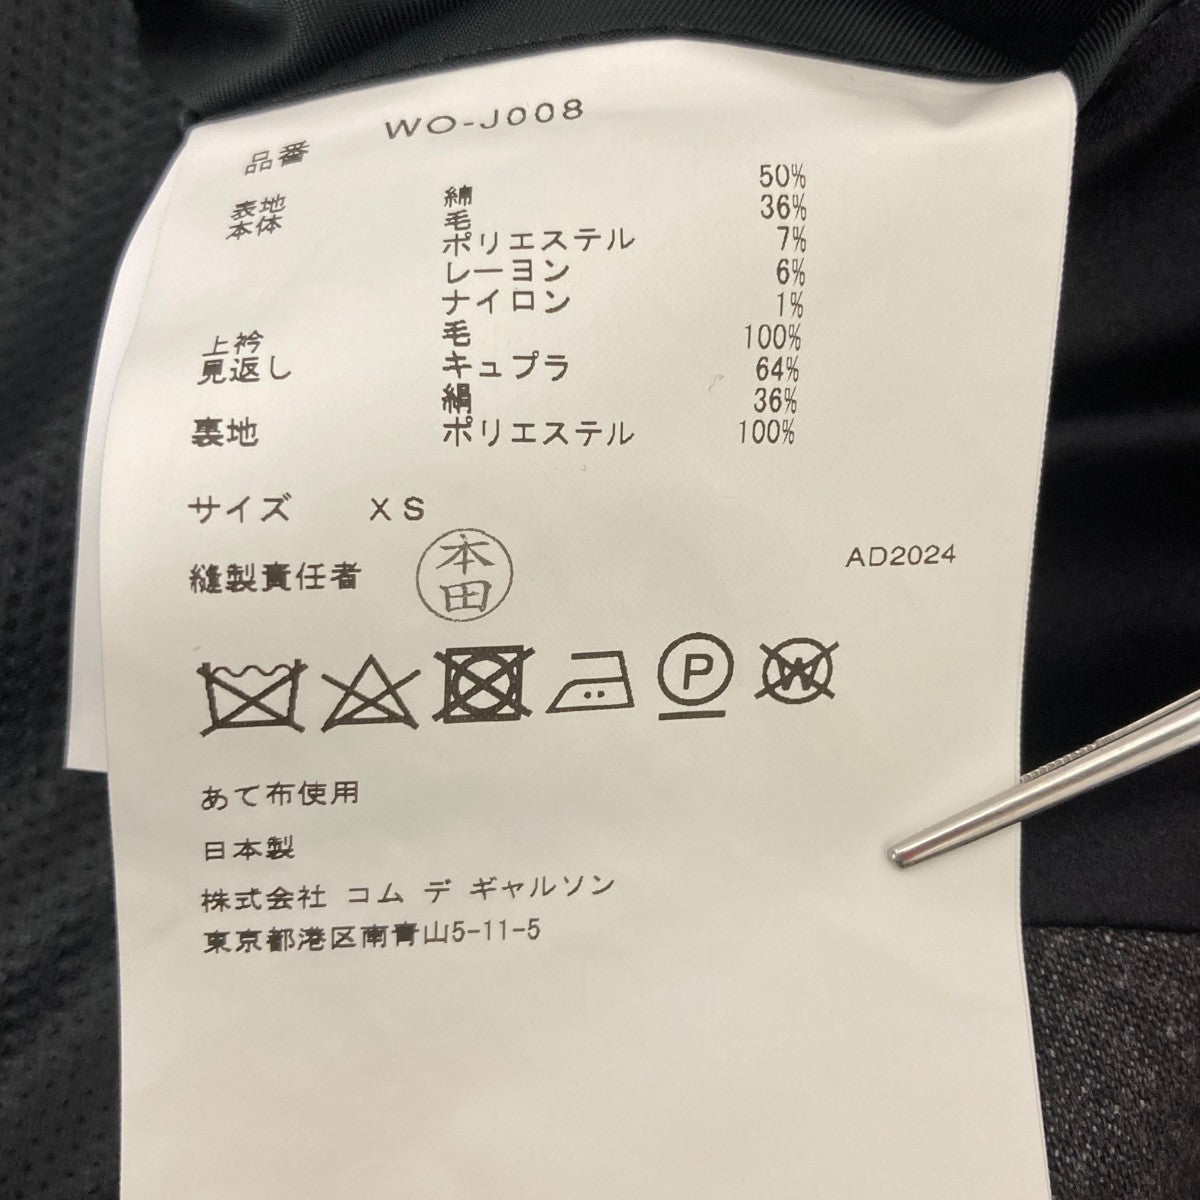 品番 WO-J008
表地 綿 50%
本体 毛 36%
ポリエステル 7%
レーヨン 6%
ナイロン 1%
上衿 毛 100%
見返し キュプラ 64%
絹 36%
裏地 ポリエステル 100%
サイズ XS
縫製責任者 本田
AD2024
P W
あて布使用
日本製
株式会社 コム デ ギャルソン
東京都港区南青山5-11-5